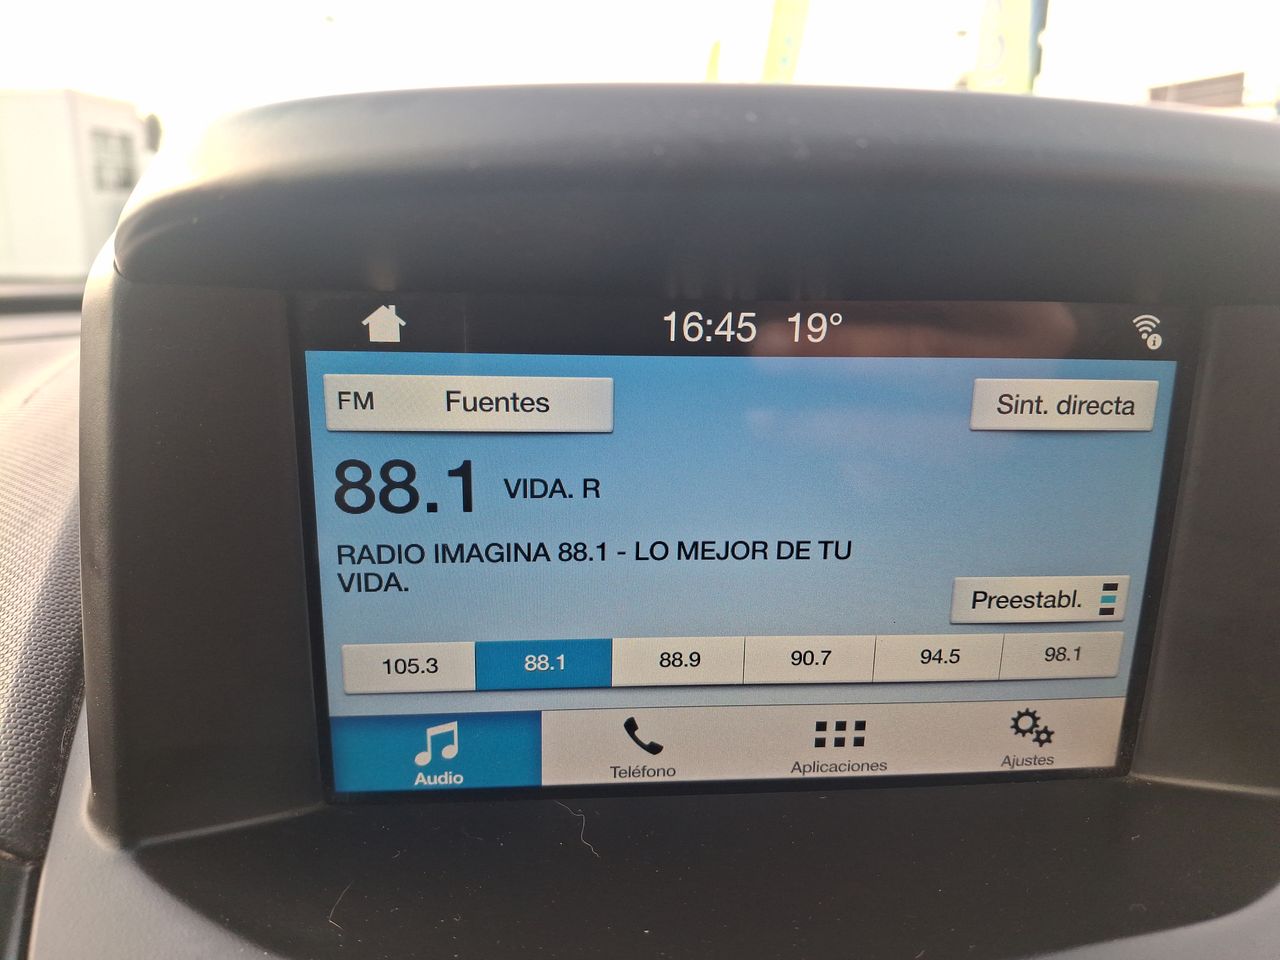 16:45 19°
FM Fuentes
Sint. directa
88.1 VIDA. R
RADIO IMAGINA 88.1 - LO MEJOR DE TU
VIDA.
Preestabl.
105.3 88.1 88.9 90.7 94.5 98.1
Audio Teléfono Aplicaciones Ajustes